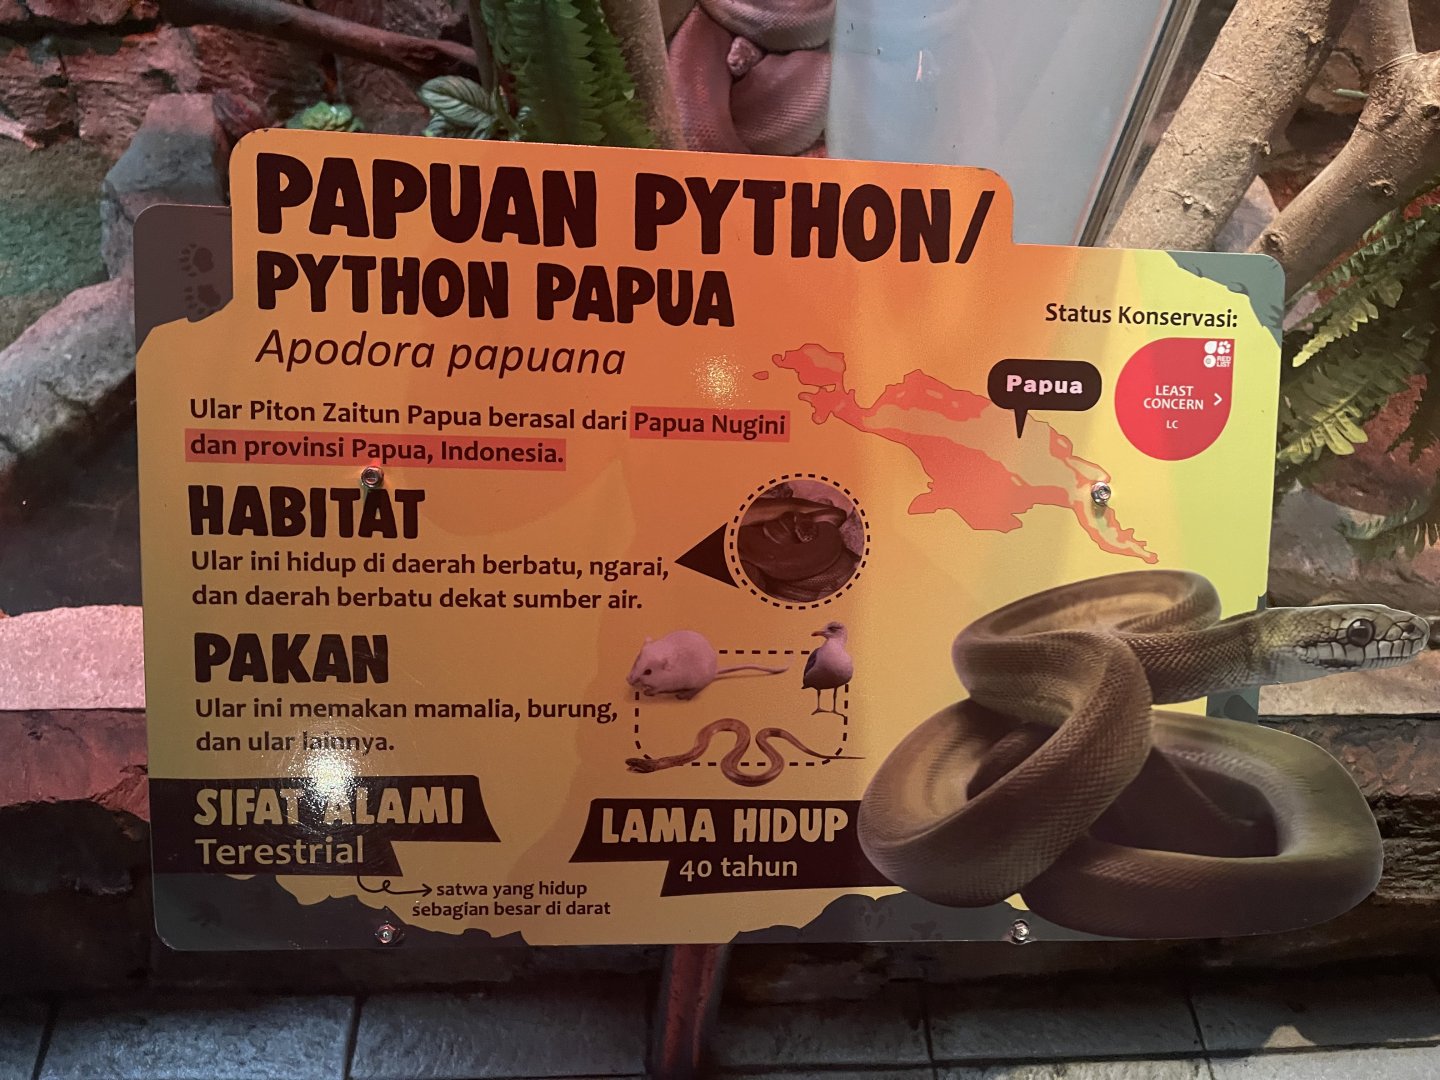 PAPUAN PYTHON/
PYTHON PAPUA
Apodora papuana
Status Konservasi:
RED
LIST
LEAST
CONCERN >
LC
Papua
Ular Piton Zaitun Papua berasal dari Papua Nugini
dan provinsi Papua, Indonesia.
HABITAT
Ular ini hidup di daerah berbatu, ngarai,
dan daerah berbatu dekat sumber air.
PAKAN
Ular ini memakan mamalia, burung,
dan ular lainnya.
SIFAT ALAMI
Terestrial
satwa yang hidup
sebagian besar di darat
LAMA HIDUP
40 tahun